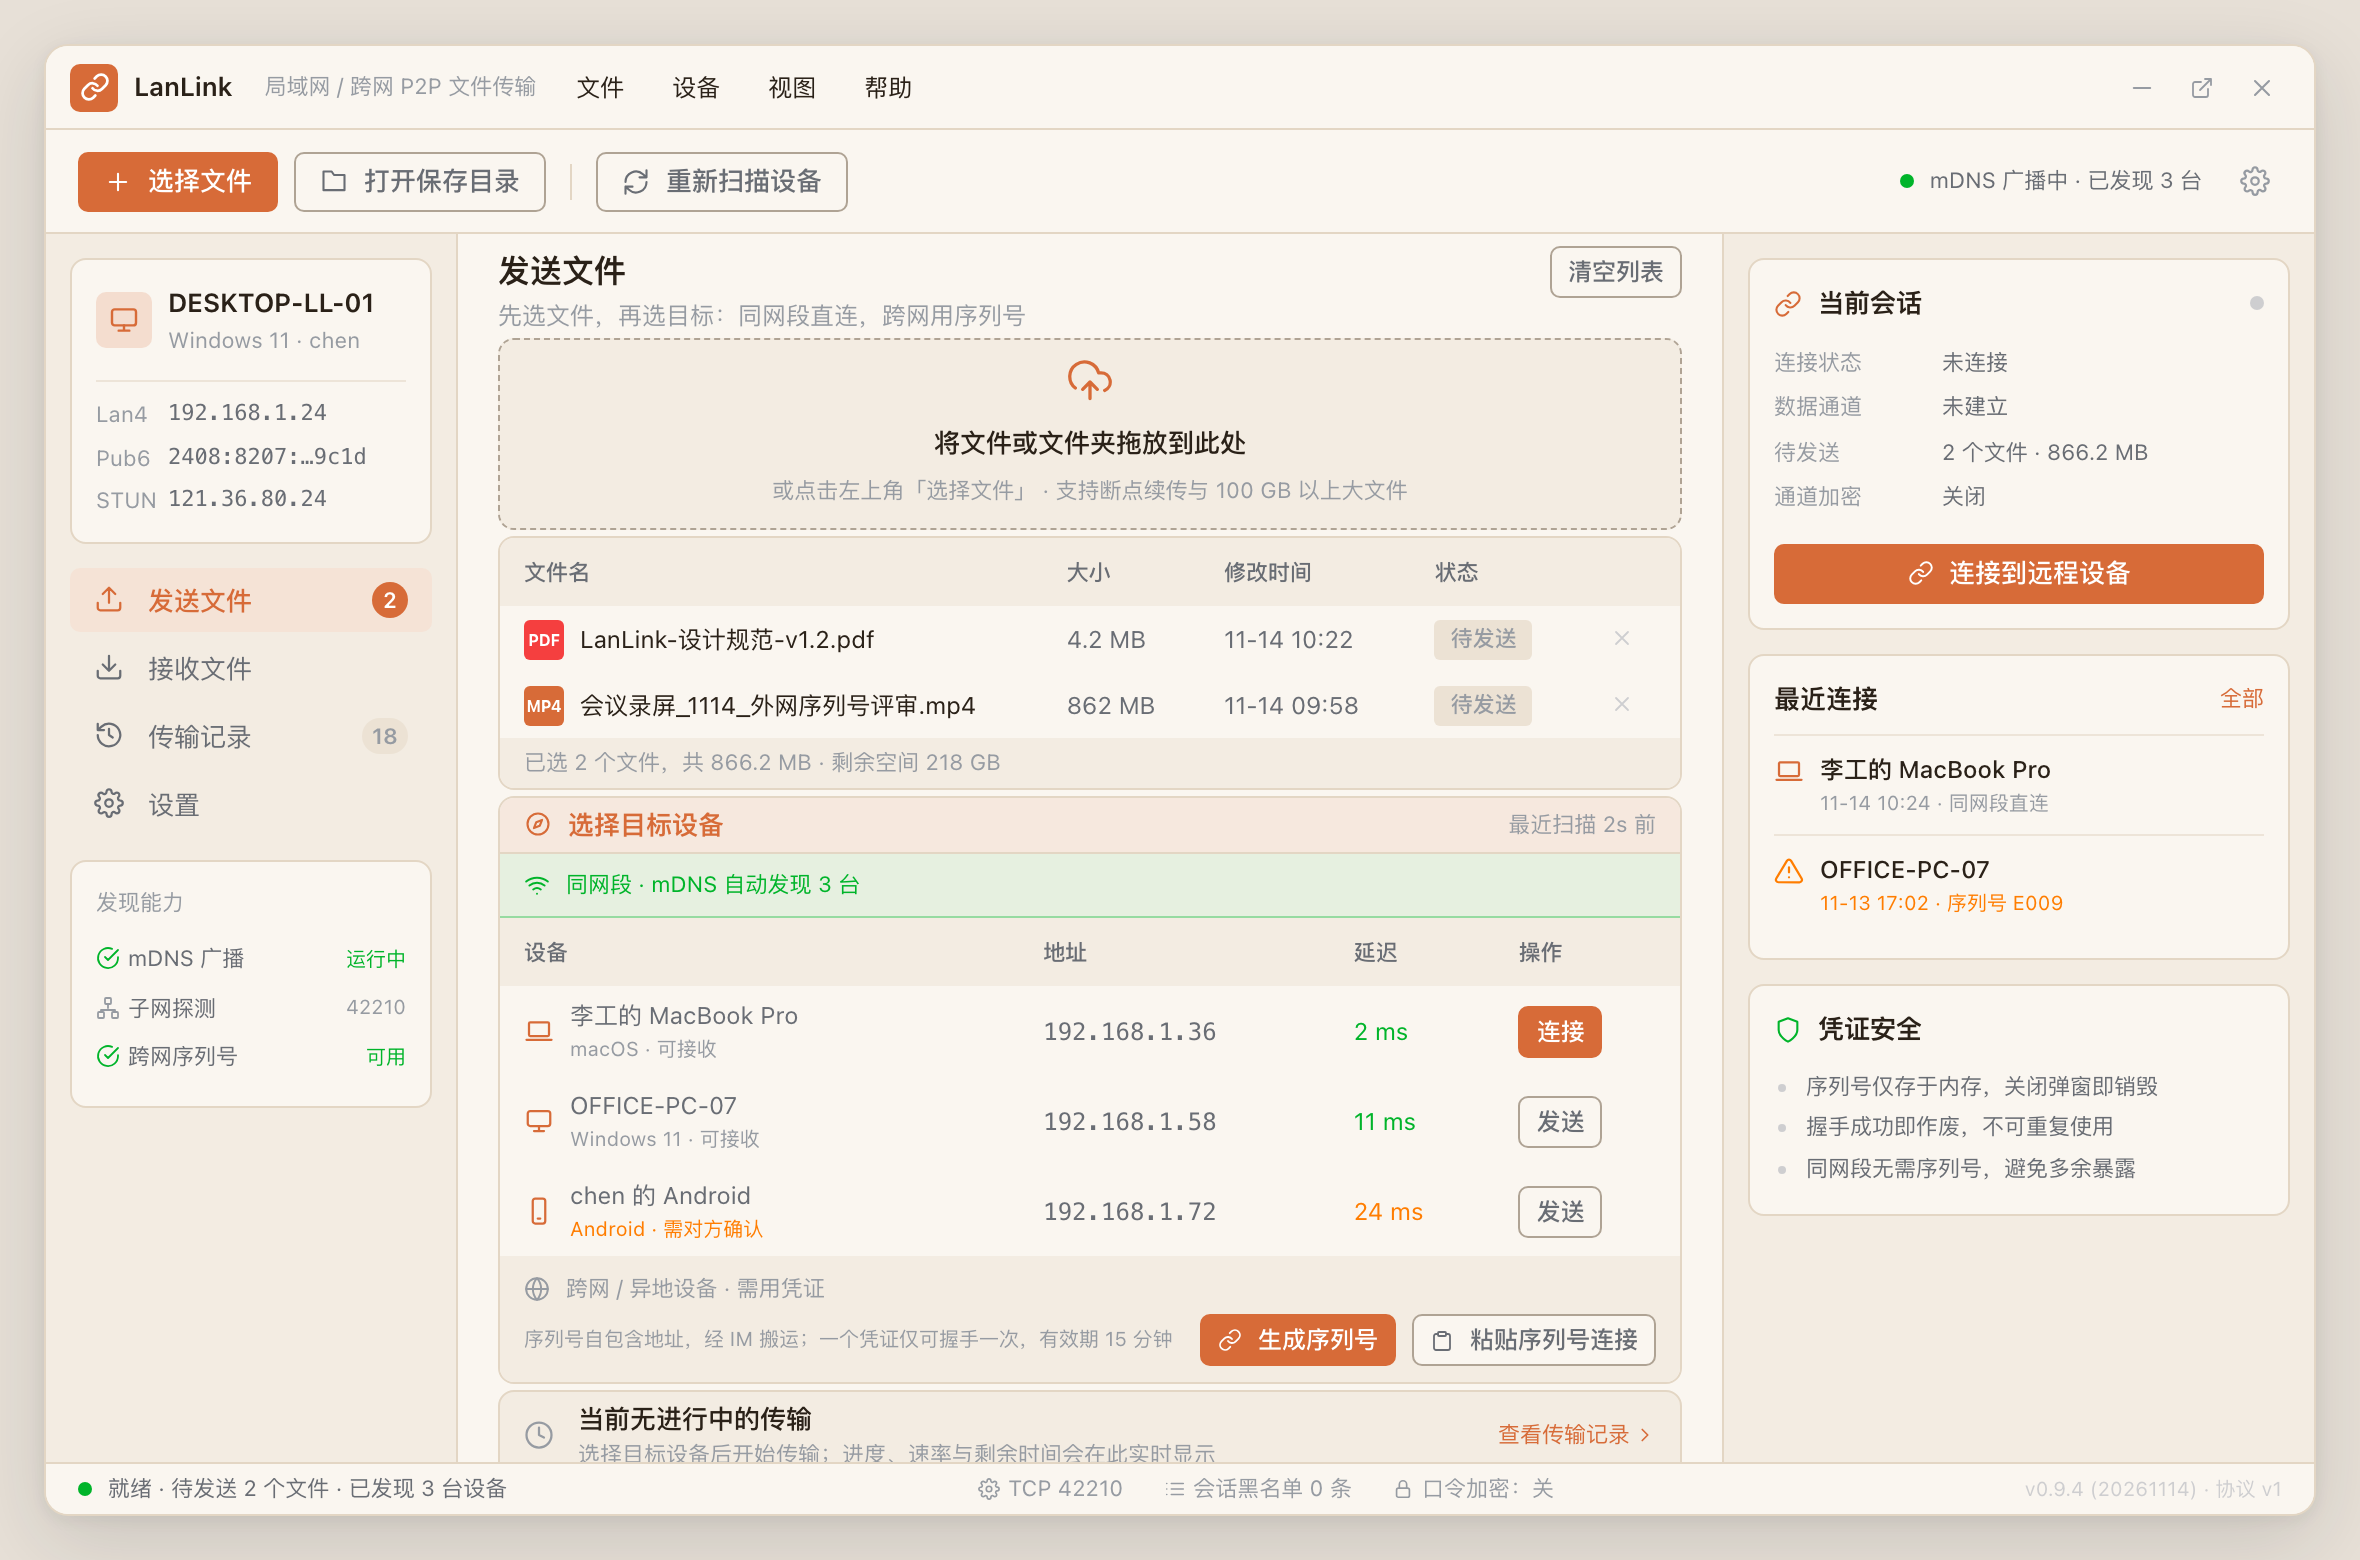 LanLink 局域网 / 跨网 P2P 文件传输 文件 设备 视图 帮助
选择文件 打开保存目录 重新扫描设备 mDNS 广播中 · 已发现 3 台
DESKTOP-LL-01
Windows 11 · chen
Lan4 192.168.1.24
Pub6 2408:8207:…9c1d
STUN 121.36.80.24
发送文件 2
接收文件
传输记录 18
设置
发现能力
mDNS 广播 运行中
子网探测 42210
跨网序列号 可用
发送文件
先选文件，再选目标：同网段直连，跨网用序列号
清空列表
将文件或文件夹拖放到此处
或点击左上角「选择文件」 · 支持断点续传与 100 GB 以上大文件
文件名 大小 修改时间 状态
PDF LanLink-设计规范-v1.2.pdf 4.2 MB 11-14 10:22 待发送
MP4 会议录屏_1114_外网序列号评审.mp4 862 MB 11-14 09:58 待发送
已选 2 个文件，共 866.2 MB · 剩余空间 218 GB
选择目标设备 最近扫描 2s 前
同网段 · mDNS 自动发现 3 台
设备 地址 延迟 操作
李工的 MacBook Pro
macOS · 可接收
192.168.1.36 2 ms 连接
OFFICE-PC-07
Windows 11 · 可接收
192.168.1.58 11 ms 发送
chen 的 Android
Android · 需对方确认
192.168.1.72 24 ms 发送
跨网 / 异地设备 · 需用凭证
序列号自包含地址，经 IM 搬运；一个凭证仅可握手一次，有效期 15 分钟 生成序列号 粘贴序列号连接
当前无进行中的传输
选择目标设备后开始传输；进度、速率与剩余时间会在此实时显示
查看传输记录
当前会话
连接状态 未连接
数据通道 未建立
待发送 2 个文件 · 866.2 MB
通道加密 关闭
连接到远程设备
最近连接 全部
李工的 MacBook Pro
11-14 10:24 · 同网段直连
OFFICE-PC-07
11-13 17:02 · 序列号 E009
凭证安全
序列号仅存于内存，关闭弹窗即销毁
握手成功即作废，不可重复使用
同网段无需序列号，避免多余暴露
就绪 · 待发送 2 个文件 · 已发现 3 台设备 TCP 42210 会话黑名单 0 条 口令加密：关 v0.9.4 (20261114) · 协议 v1